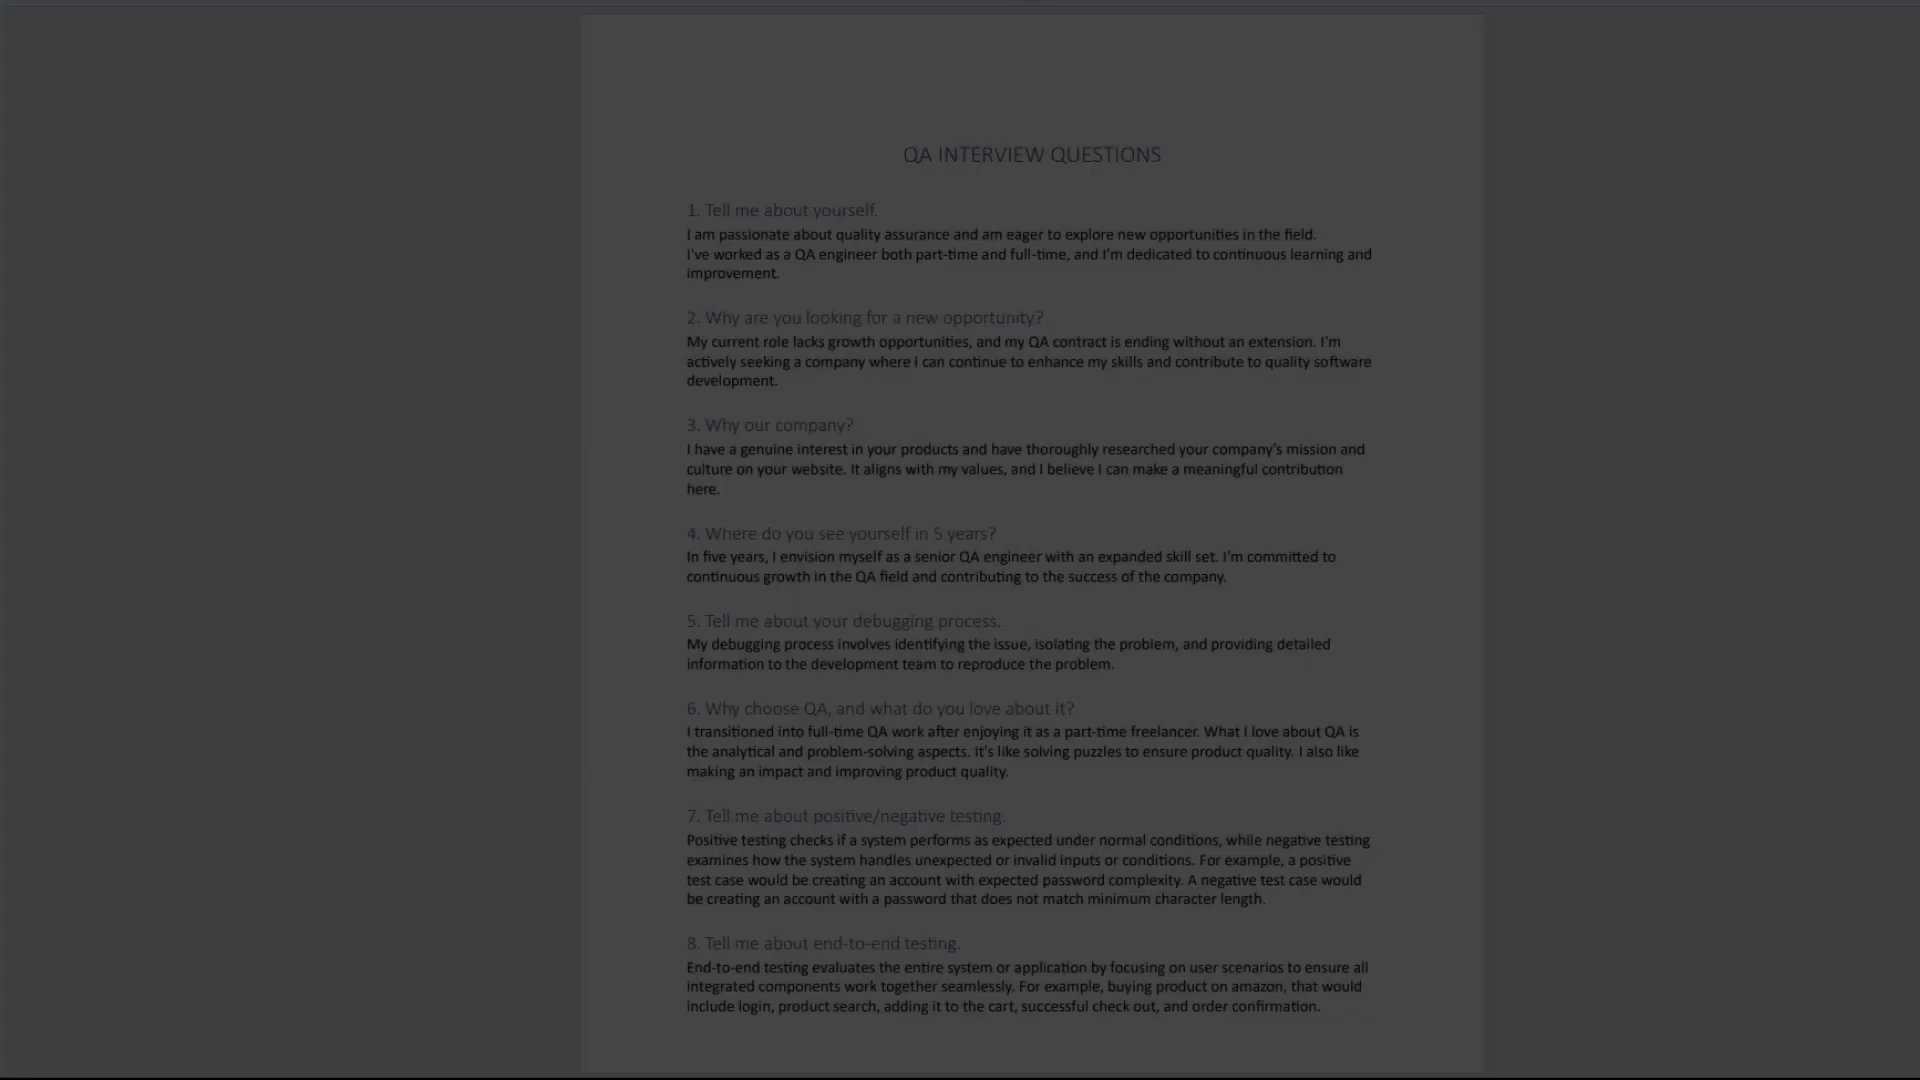 QA INTERVIEW QUESTIONS
1. Tell me about yourself.
I am passionate about quality assurance and am eager to explore new opportunities in the field.
I've worked as a QA engineer both part-time and full-time, and I'm dedicated to continuous learning and
improvement.
2. Why are you looking for a new opportunity?
My current role lacks growth opportunities, and my QA contract is ending without an extension. I'm
actively seeking a company where I can continue to enhance my skills and contribute to quality software
development.
3. Why our company?
I have a genuine interest in your products and have thoroughly researched your company's mission and
culture on your website. It aligns with my values, and I believe I can make a meaningful contribution
here.
4. Where do you see yourself in 5 years?
In five years, I envision myself as a senior QA engineer with an expanded skill set. I'm committed to
continuous growth in the QA field and contributing to the success of the company.
5. Tell me about your debugging process.
My debugging process involves identifying the issue, isolating the problem, and providing detailed
information to the development team to reproduce the problem.
6. Why choose QA, and what do you love about it?
I transitioned into full-time QA work after enjoying it as a part-time freelancer. What I love about QA is
the analytical and problem-solving aspects. It's like solving puzzles to ensure product quality. I also like
making an impact and improving product quality.
7. Tell me about positive/negative testing.
Positive testing checks if a system performs as expected under normal conditions, while negative testing
examines how the system handles unexpected or invalid inputs or conditions. For example, a positive
test case would be creating an account with expected password complexity. A negative test case would
be creating an account with a password that does not match minimum character length.
8. Tell me about end-to-end testing.
End-to-end testing evaluates the entire system or application by focusing on user scenarios to ensure all
integrated components work together seamlessly. For example, buying product on amazon, that would
include login, product search, adding it to the cart, successful check out, and order confirmation.